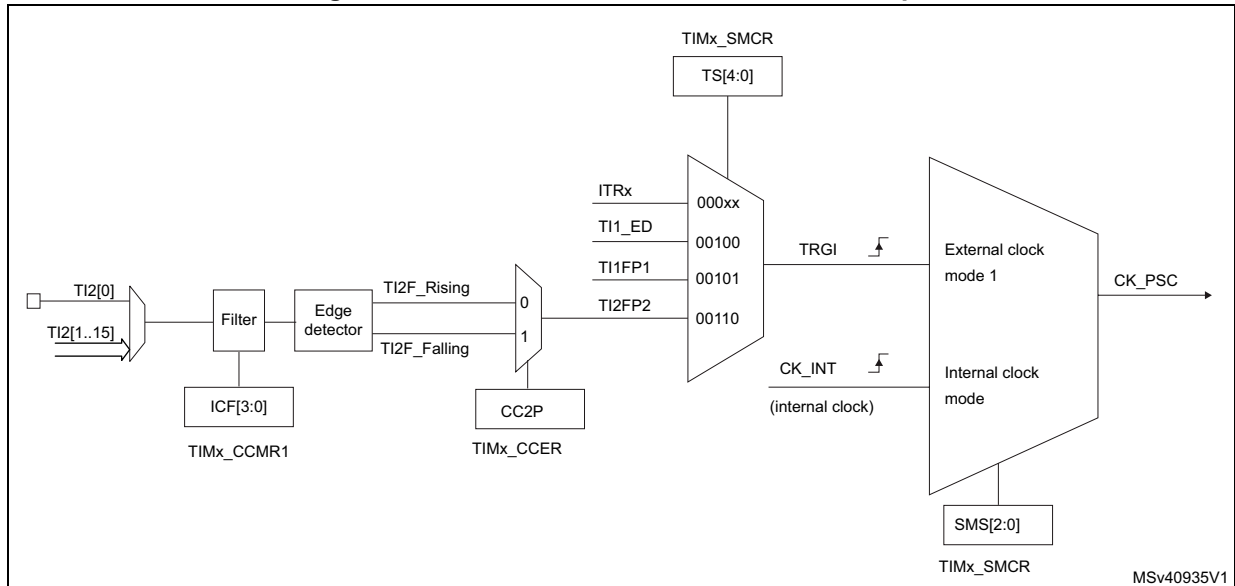 TIMx_SMCR
TS[4:0]
ITRx
000xx
TI1_ED
00100
TI1FP1
00101
TI2FP2
00110
TRGI
External clock
mode 1
CK_PSC
CK_INT
(internal clock)
Internal clock
mode
SMS[2:0]
TIMx_SMCR
TI2[0]
TI2[1..15]
Filter
Edge
detector
TI2F_Rising
TI2F_Falling
0
1
ICF[3:0]
TIMx_CCMR1
CC2P
TIMx_CCER
MSv40935V1